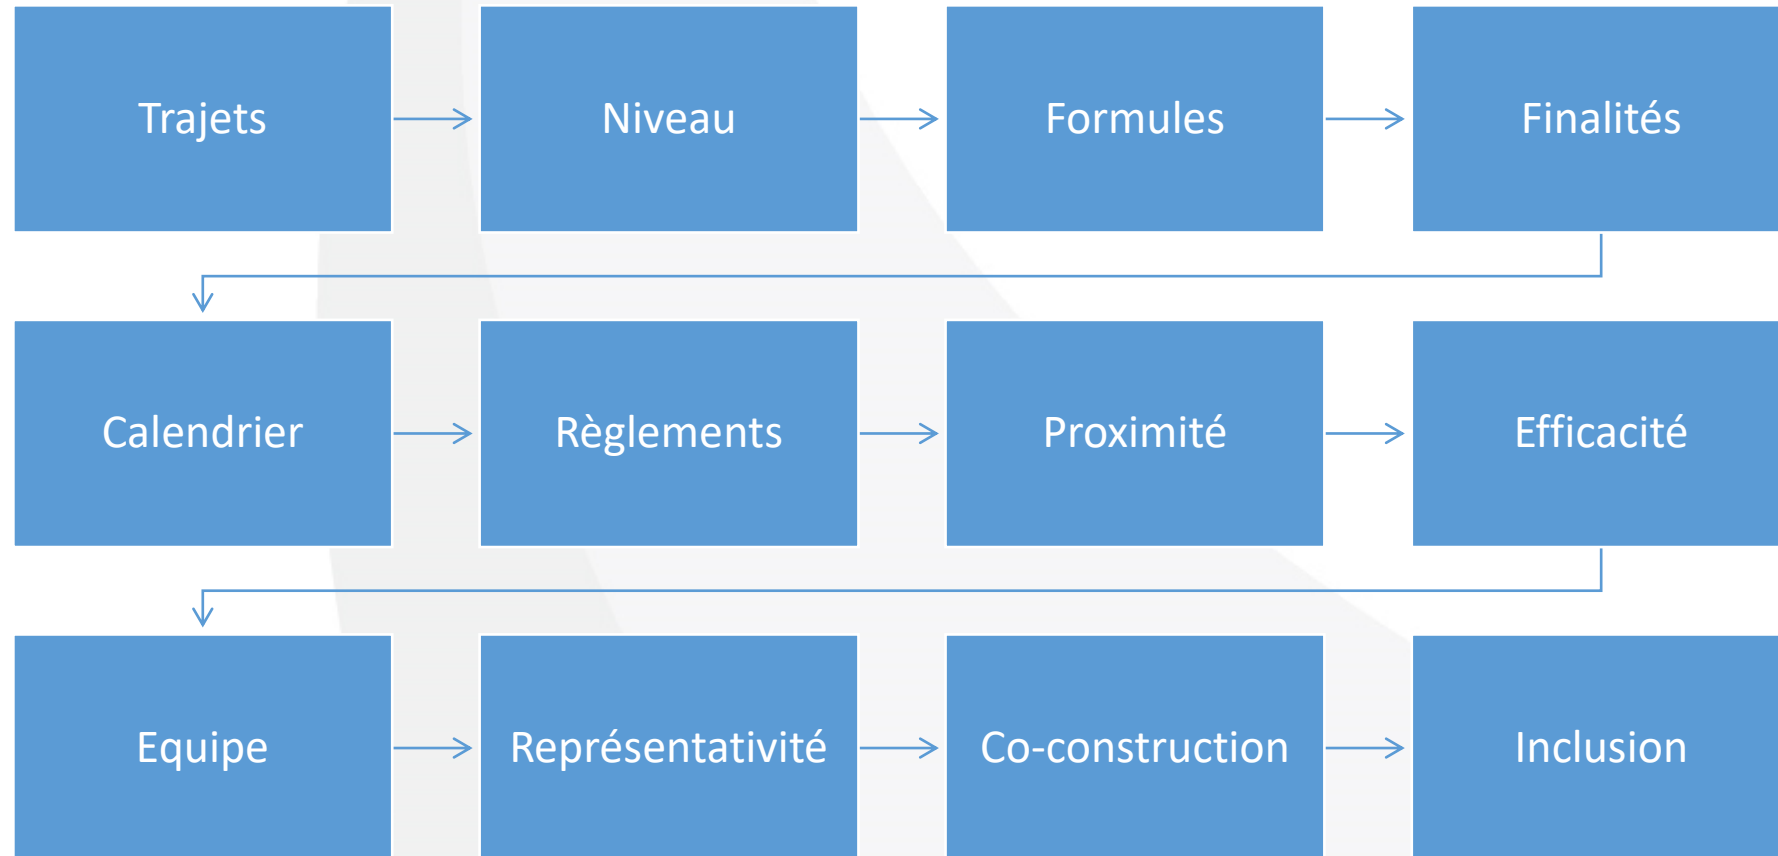 Trajets
Niveau
Formules
Finalités
Calendrier
Règlements
Proximité
Efficacité
Equipe
Représentativité
Co-construction
Inclusion